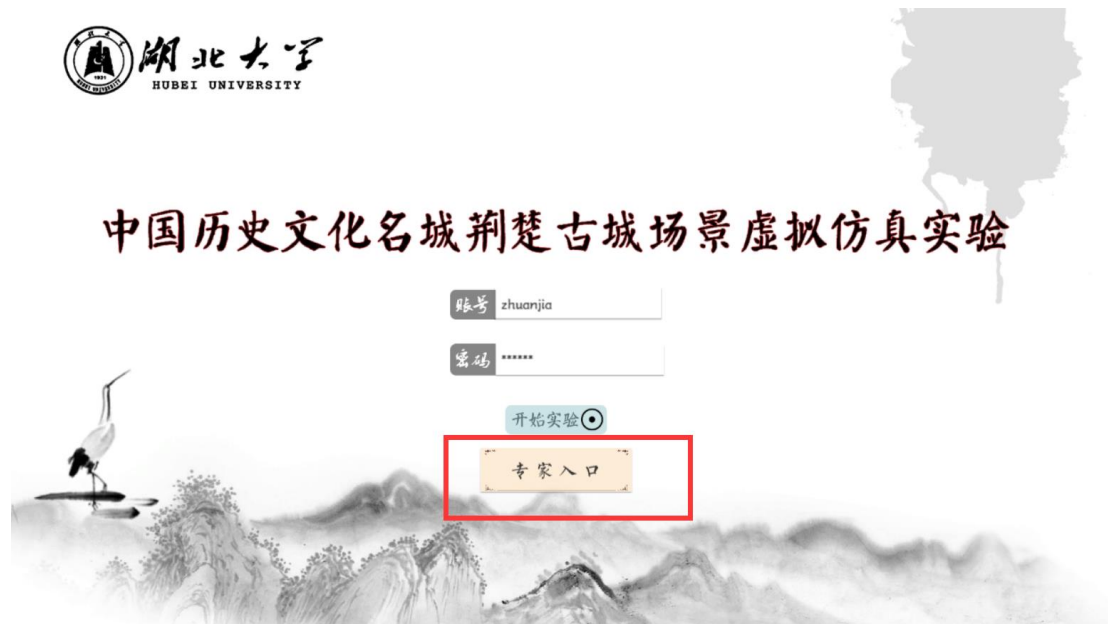 湖北大学
HUBEI UNIVERSITY
中国历史文化名城荆楚古城场景虚拟仿真实验
账号 zhuanjia
密码 ******
开始实验
专家入口